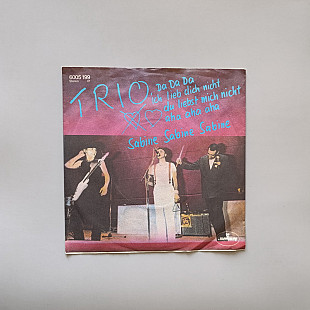 6005 199
TRIO
Da Da Da
Ich lieb dich nicht
du liebst mich nicht
aha aha aha
Sabine Sabine Sabine